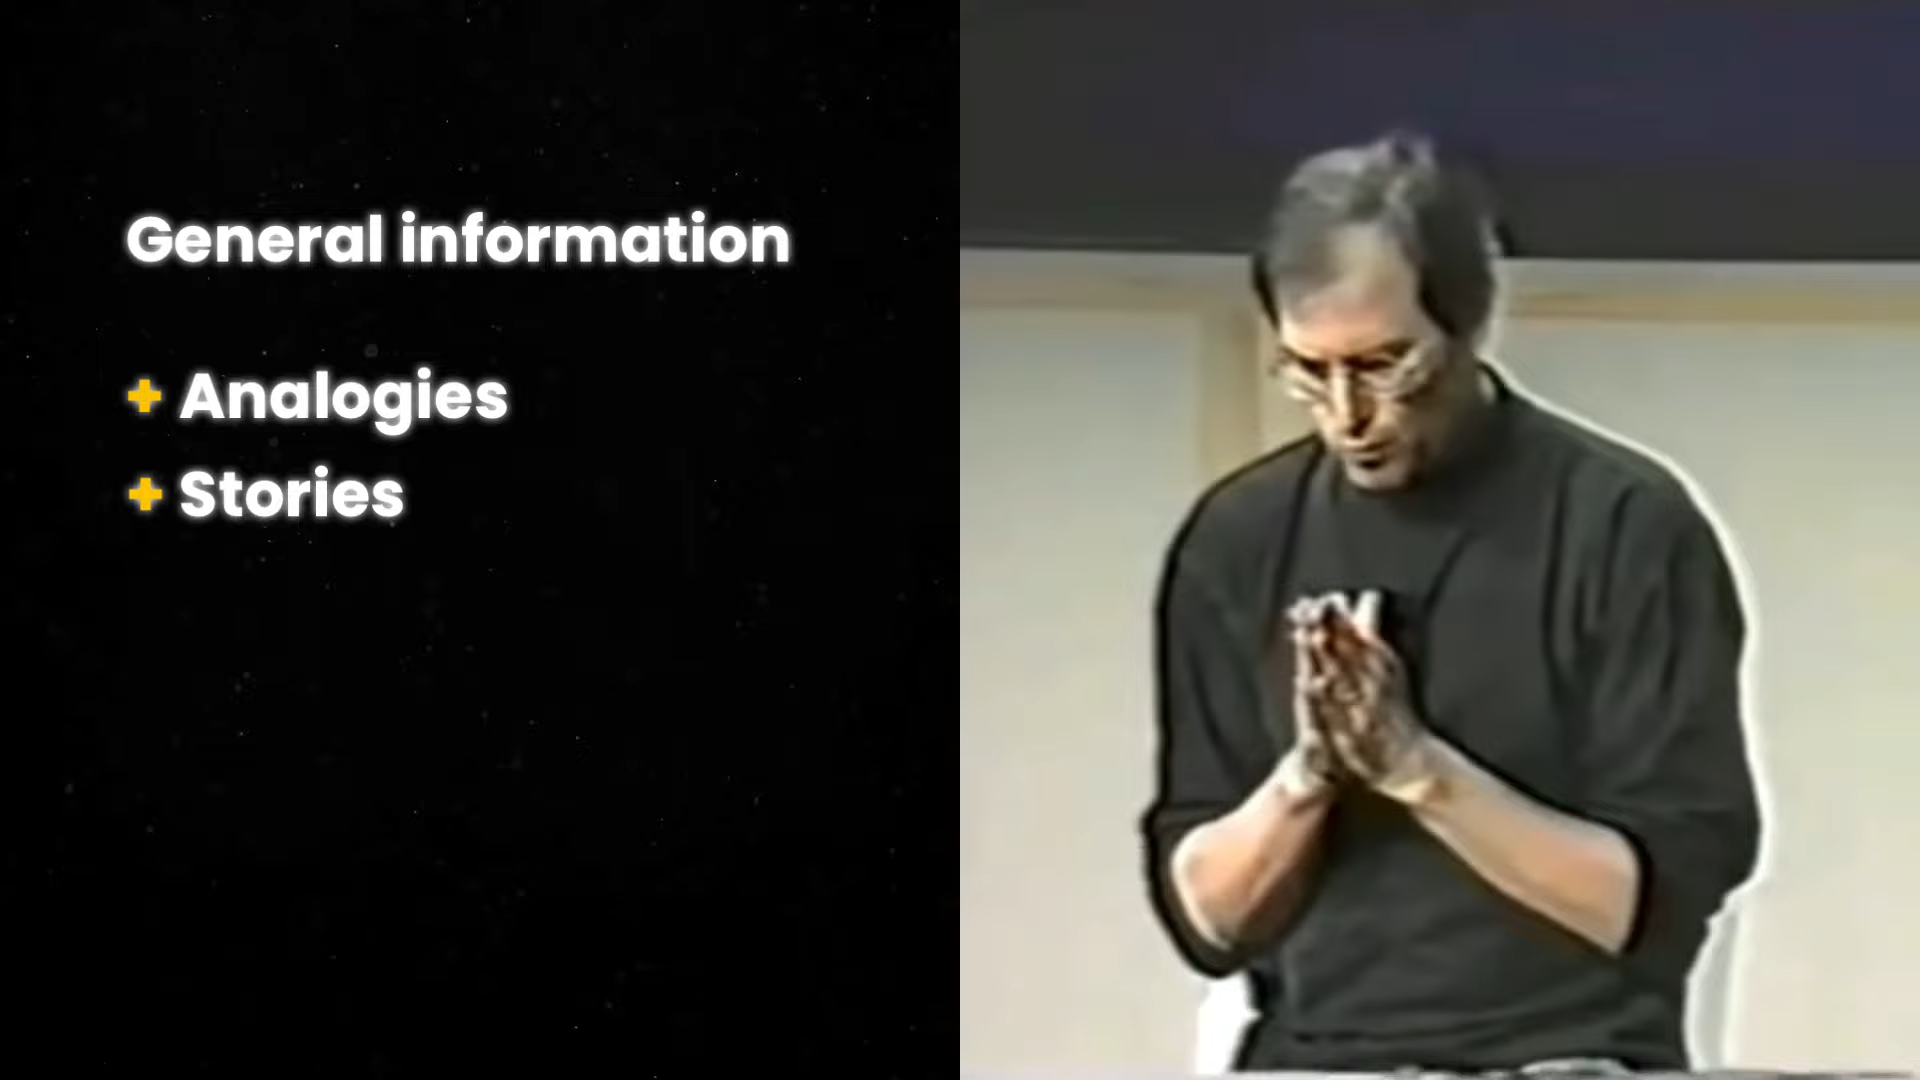 General information
+ Analogies
+ Stories